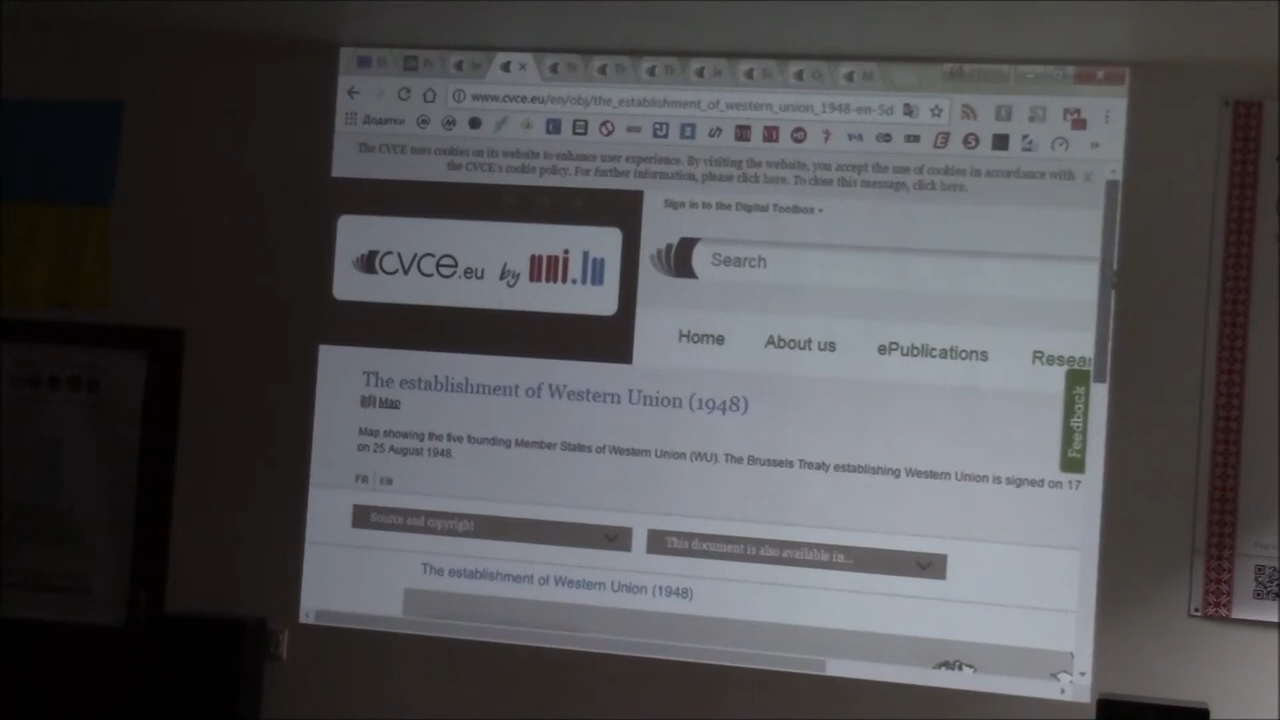 www.cvce.eu/en/obj/the_establishment_of_western_union_1948-en-5d
Додатки
The CVCE uses cookies on its website to enhance user experience. By visiting the website, you accept the use of cookies in accordance with
the CVCE's cookie policy. For further information, please click here. To close this message, click here.
Sign in to the Digital Toolbox
CVCE.eu by uni.lu
Search
Home About us ePublications Resear
Feedback
The establishment of Western Union (1948)
Map
Map showing the five founding Member States of Western Union (WU). The Brussels Treaty establishing Western Union is signed on 17
on 25 August 1948.
FR EN
Source and copyright
This document is also available in...
The establishment of Western Union (1948)